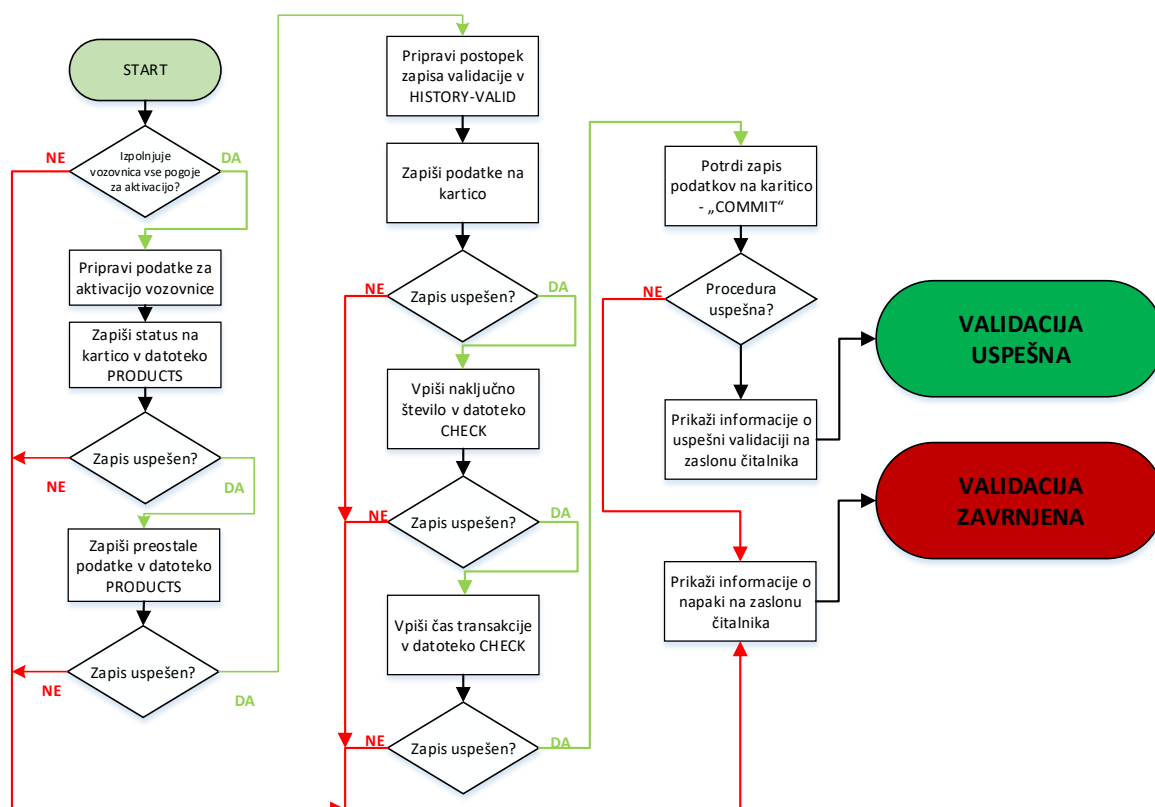 START
NE
DA
Izpolnjuje
vozovnica vse pogoje
za aktivacijo?
Pripravi podatke za
aktivacijo vozovnice
Zapiši status na
kartico v datoteko
PRODUCTS
Zapis uspešen?
NE
DA
Zapiši preostale
podatke v datoteko
PRODUCTS
Zapis uspešen?
NE
DA
Pripravi postopek
zapisa validacije v
HISTORY-VALID
Zapiši podatke na
kartico
NE
Zapis uspešen?
DA
Vpiši naključno
število v datoteko
CHECK
NE
Zapis uspešen?
DA
Vpiši čas transakcije
v datoteko CHECK
NE
Zapis uspešen?
DA
Potrdi zapis
podatkov na karitico
- „COMMIT“
NE
Procedura
uspešna?
Prikaži informacije o
uspešni validaciji na
zaslonu čitalnika
Prikaži informacije o
napaki na zaslonu
čitalnika
VALIDACIJA
USPEŠNA
VALIDACIJA
ZAVRNJENA